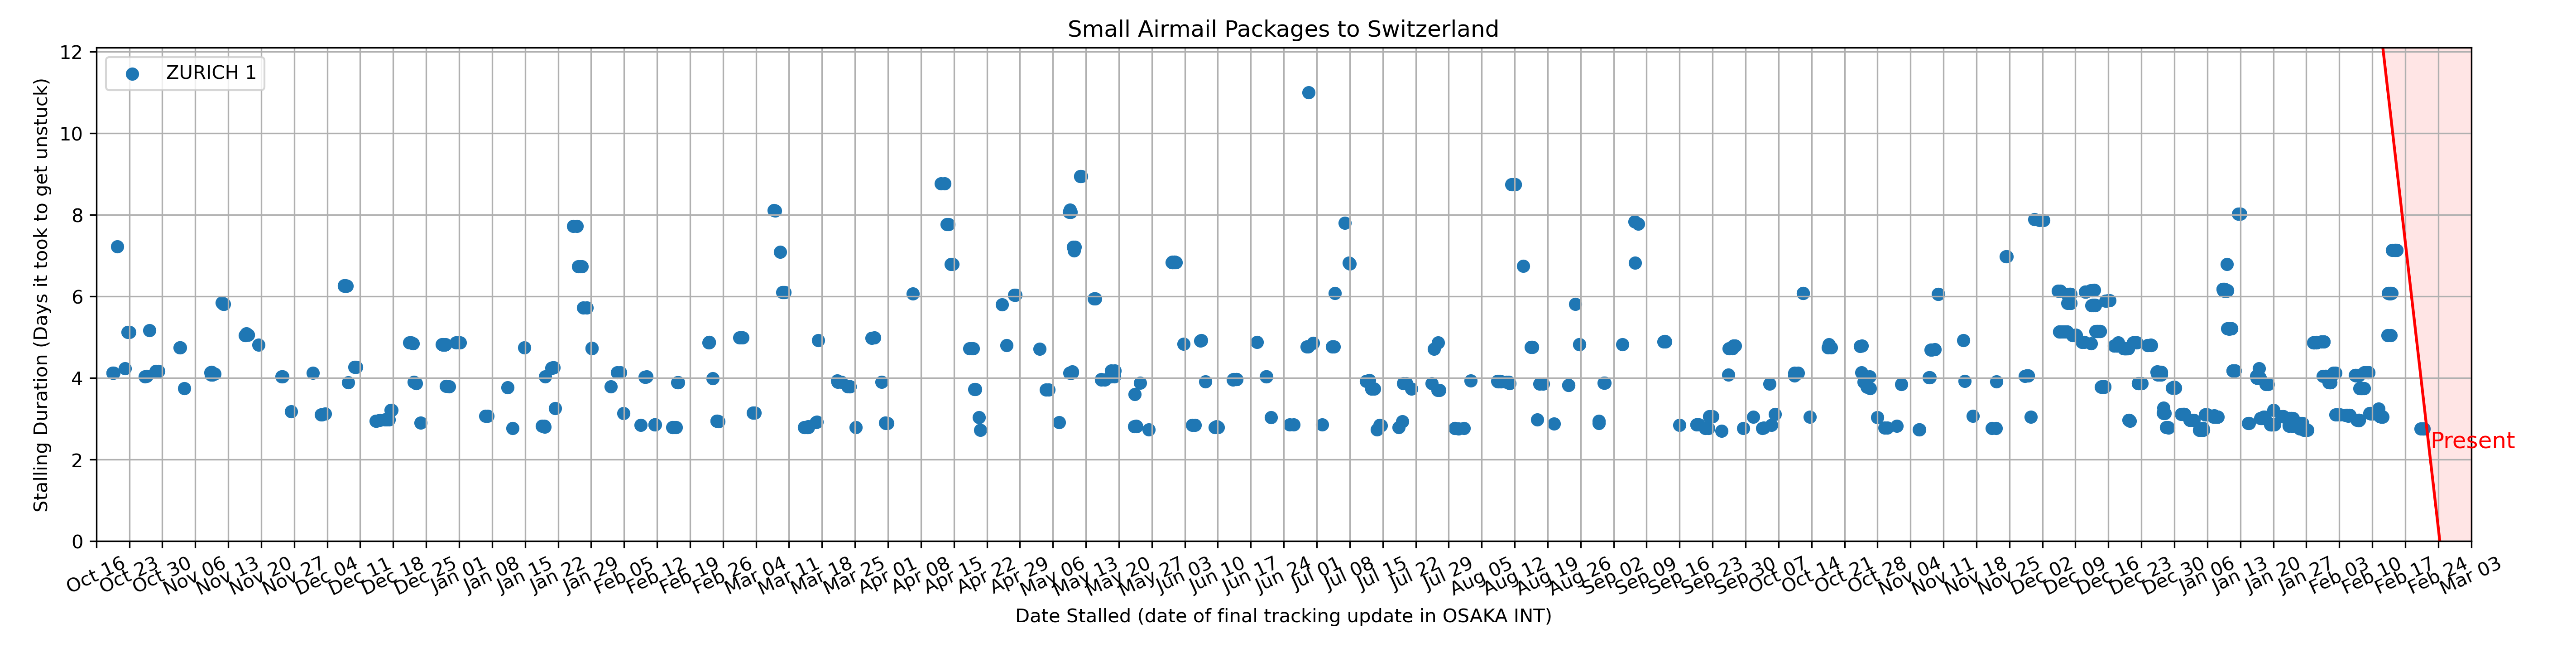 Small Airmail Packages to Switzerland
ZURICH 1
Stalling Duration (Days it took to get unstuck)
12
10
8
6
4
2
0
Present
Oct 16
Oct 23
Oct 30
Nov 06
Nov 13
Nov 20
Nov 27
Dec 04
Dec 11
Dec 18
Dec 25
Jan 01
Jan 08
Jan 15
Jan 22
Jan 29
Feb 05
Feb 12
Feb 19
Feb 26
Mar 04
Mar 11
Mar 18
Mar 25
Apr 01
Apr 08
Apr 15
Apr 22
Apr 29
May 06
May 13
May 20
May 27
Jun 03
Jun 10
Jun 17
Jun 24
Jul 01
Jul 08
Jul 15
Jul 22
Jul 29
Aug 05
Aug 12
Aug 19
Aug 26
Sep 02
Sep 09
Sep 16
Sep 23
Sep 30
Oct 07
Oct 14
Oct 21
Oct 28
Nov 04
Nov 11
Nov 18
Nov 25
Dec 02
Dec 09
Dec 16
Dec 23
Dec 30
Jan 06
Jan 13
Jan 20
Jan 27
Feb 03
Feb 10
Feb 17
Feb 24
Mar 03
Date Stalled (date of final tracking update in OSAKA INT)